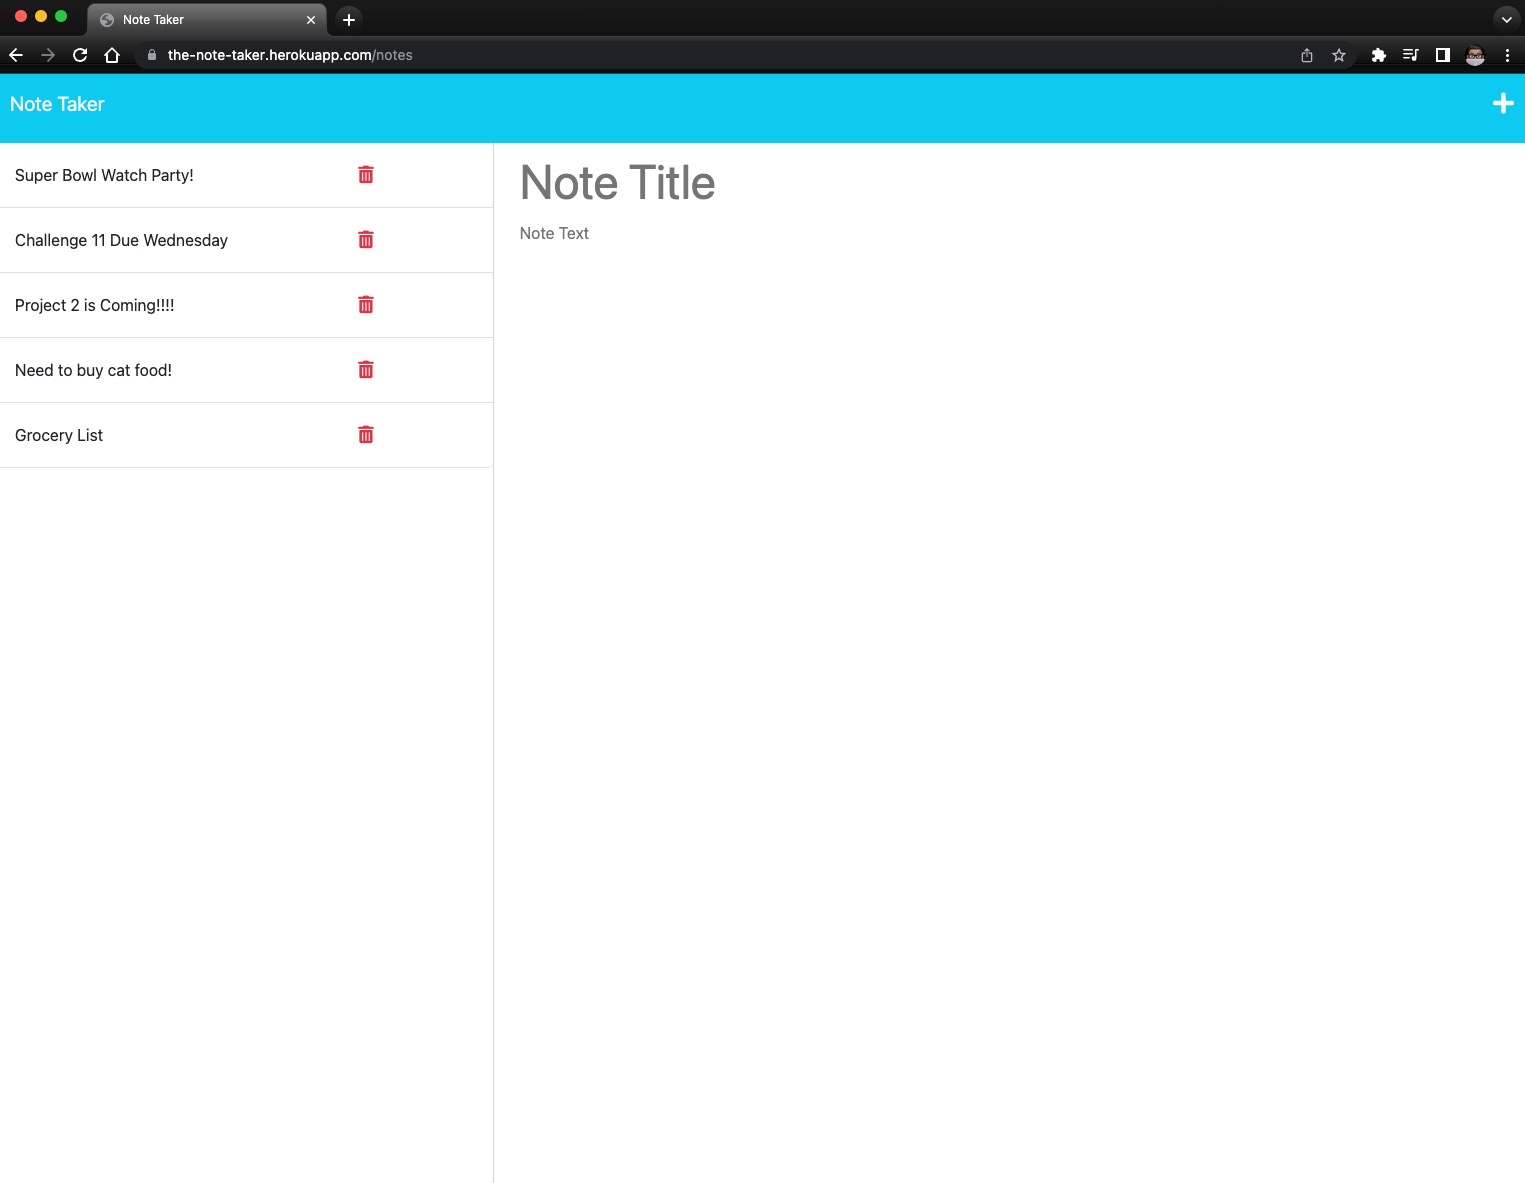 Note Taker
the-note-taker.herokuapp.com/notes
Note Taker
Super Bowl Watch Party!
Challenge 11 Due Wednesday
Project 2 is Coming!!!!
Need to buy cat food!
Grocery List
Note Title
Note Text